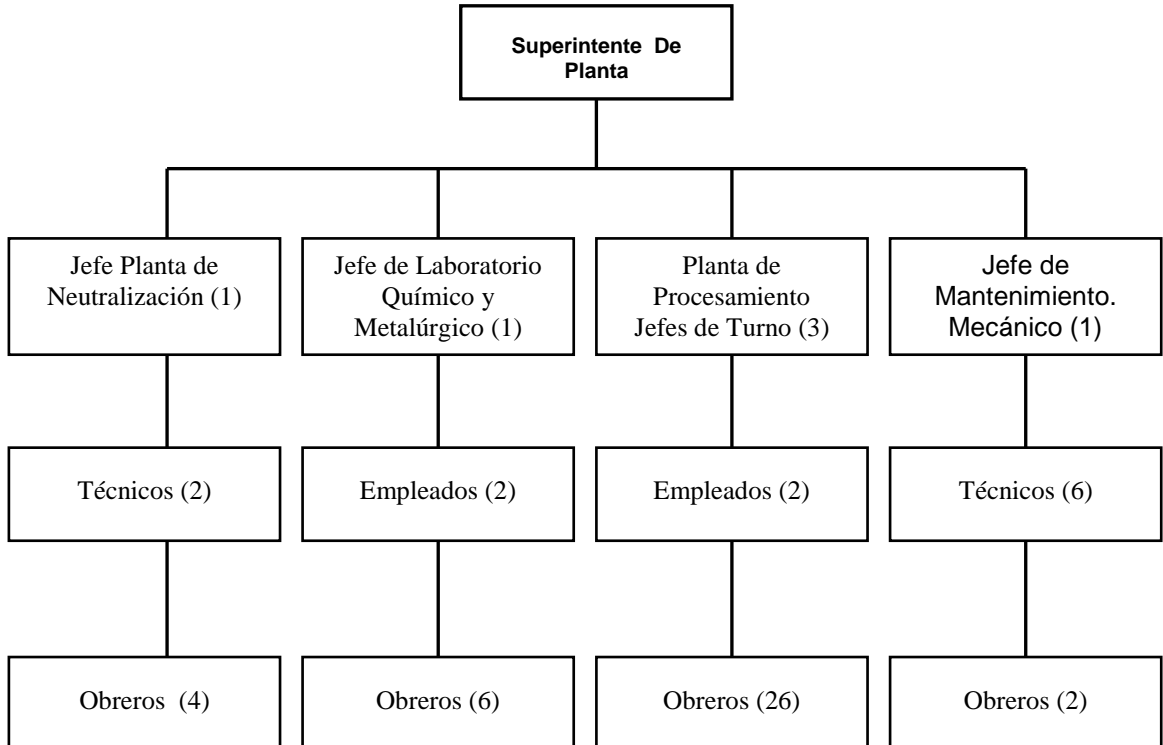 Superintente De
Planta
Jefe Planta de
Neutralización (1)
Jefe de Laboratorio
Químico y
Metalúrgico (1)
Planta de
Procesamiento
Jefes de Turno (3)
Jefe de
Mantenimiento.
Mecánico (1)
Técnicos (2)
Empleados (2)
Empleados (2)
Técnicos (6)
Obreros (4)
Obreros (6)
Obreros (26)
Obreros (2)